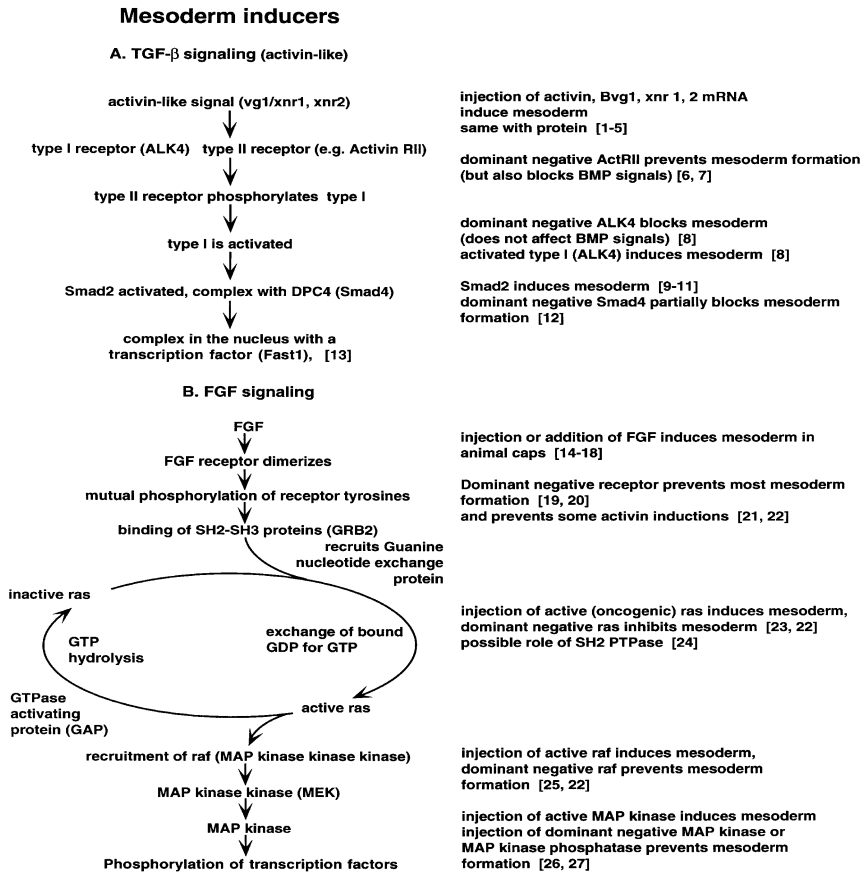 Mesoderm inducers
A. TGF-β signaling (activin-like)
activin-like signal (vg1/xnr1, xnr2)
type I receptor (ALK4) type II receptor (e.g. Activin RII)
type II receptor phosphorylates type I
type I is activated
Smad2 activated, complex with DPC4 (Smad4)
complex in the nucleus with a
transcription factor (Fast1), [13]
injection of activin, Bvg1, xnr 1, 2 mRNA
induce mesoderm
same with protein [1-5]
dominant negative ActRII prevents mesoderm formation
(but also blocks BMP signals) [6, 7]
dominant negative ALK4 blocks mesoderm
(does not affect BMP signals) [8]
activated type I (ALK4) induces mesoderm [8]
Smad2 induces mesoderm [9-11]
dominant negative Smad4 partially blocks mesoderm
formation [12]
B. FGF signaling
FGF
FGF receptor dimerizes
mutual phosphorylation of receptor tyrosines
binding of SH2-SH3 proteins (GRB2)
recruits Guanine
nucleotide exchange
protein
inactive ras
GTP
hydrolysis
exchange of bound
GDP for GTP
GTPase
activating
protein (GAP)
active ras
recruitment of raf (MAP kinase kinase kinase)
MAP kinase kinase (MEK)
MAP kinase
Phosphorylation of transcription factors
injection or addition of FGF induces mesoderm in
animal caps [14-18]
Dominant negative receptor prevents most mesoderm
formation [19, 20]
and prevents some activin inductions [21, 22]
injection of active (oncogenic) ras induces mesoderm,
dominant negative ras inhibits mesoderm [23, 22]
possible role of SH2 PTPase [24]
injection of active raf induces mesoderm,
dominant negative raf prevents mesoderm
formation [25, 22]
injection of active MAP kinase induces mesoderm
injection of dominant negative MAP kinase or
MAP kinase phosphatase prevents mesoderm
formation [26, 27]